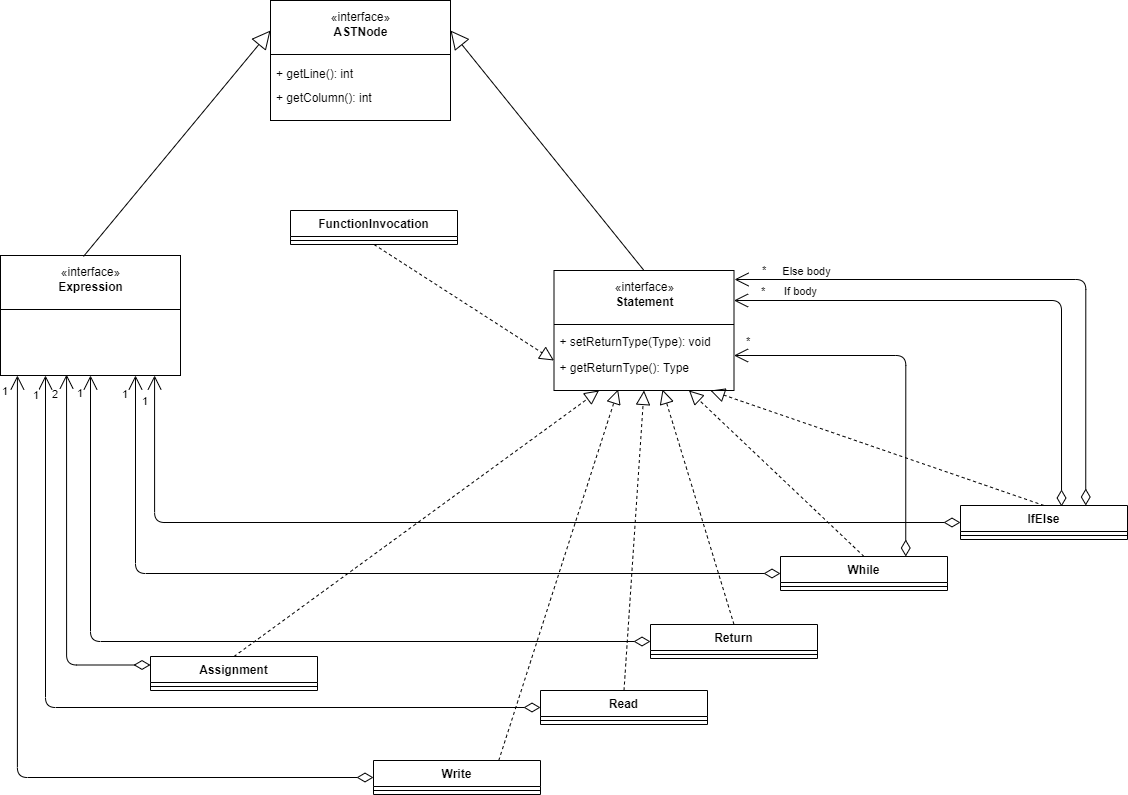 «interface»
ASTNode
+ getLine(): int
+ getColumn(): int
FunctionInvocation
«interface»
Expression
«interface»
Statement
+ setReturnType(Type): void
+ getReturnType(): Type
* Else body
* If body
*
1
1
2
1
1
1
IfElse
While
Return
Assignment
Read
Write